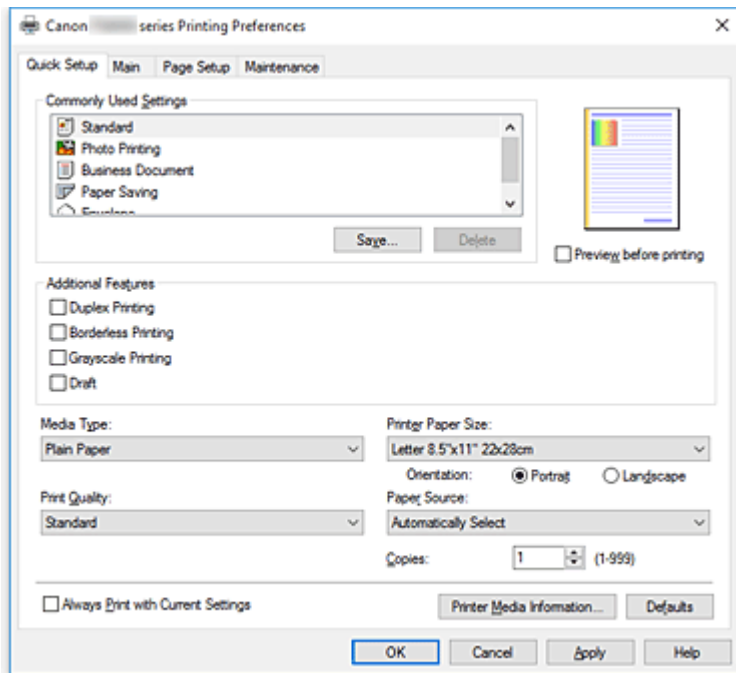 Canon series Printing Preferences
Quick Setup Main Page Setup Maintenance
Commonly Used Settings
Standard
Photo Printing
Business Document
Paper Saving
Envelope
Save... Delete
Preview before printing
Additional Features
Duplex Printing
Borderless Printing
Grayscale Printing
Draft
Media Type: Printer Paper Size:
Plain Paper Letter 8.5"x11" 22x28cm
Orientation: Portrait Landscape
Print Quality: Paper Source:
Standard Automatically Select
Copies: 1 (1-999)
Always Print with Current Settings Printer Media Information... Defaults
OK Cancel Apply Help